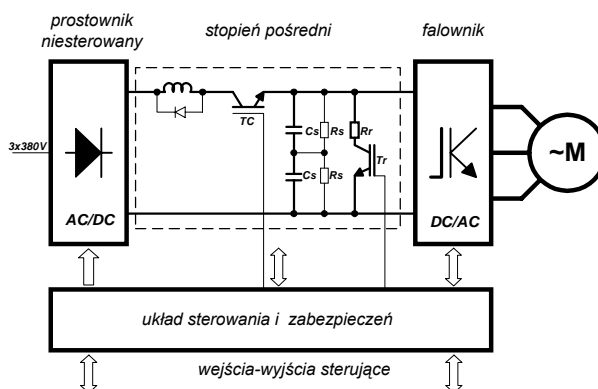 prostownik
niesterowany
stopień pośredni
falownik
3x380V
TC
Cs
Rs
Rr
Cs
Rs
Tr
~M
AC/DC
DC/AC
układ sterowania i zabezpieczeń
wejścia-wyjścia sterujące